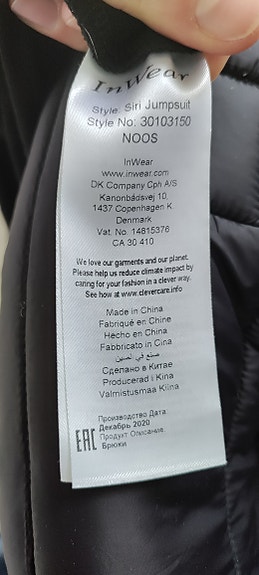 InWear
Style: Siri Jumpsuit
Style No: 30103150
NOOS
InWear
www.inwear.com
DK Company Cph A/S
Kanonbådsvej 10,
1437 Copenhagen K
Denmark
Vat. No. 14815376
CA 30 410
We love our garments and our planet.
Please help us reduce climate impact by
caring for your fashion in a clever way.
See how at www.clevercare.info
Made in China
Fabriqué en Chine
Hecho en China
Fabbricato in Cina
صنع في الصين
Сделано в Китае
Producerad i Kina
Valmistusmaa Kiina
EAC
Производство Дата:
Декабрь 2020
Продукт Описания:
Брюки